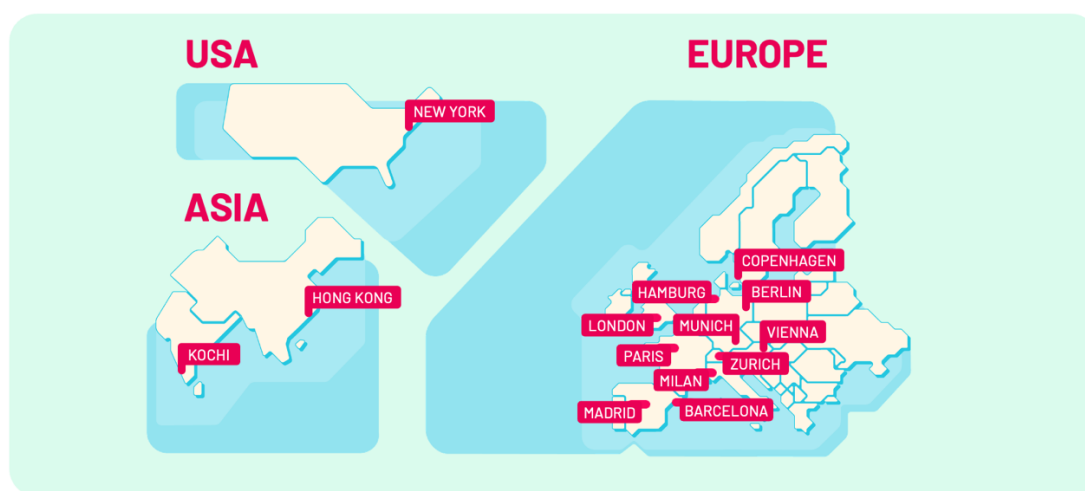 USA
NEW YORK
ASIA
HONG KONG
KOCHI
EUROPE
COPENHAGEN
HAMBURG
BERLIN
LONDON
MUNICH
VIENNA
PARIS
ZURICH
MILAN
MADRID
BARCELONA